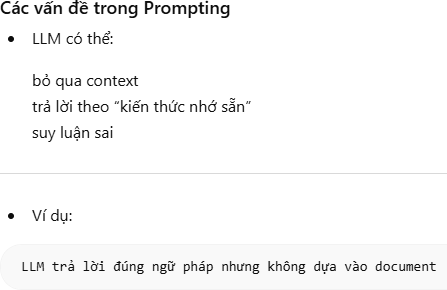 Các vấn đề trong Prompting
• LLM có thể:
bỏ qua context
trả lời theo “kiến thức nhớ sẵn”
suy luận sai
• Ví dụ:
LLM trả lời đúng ngữ pháp nhưng không dựa vào document